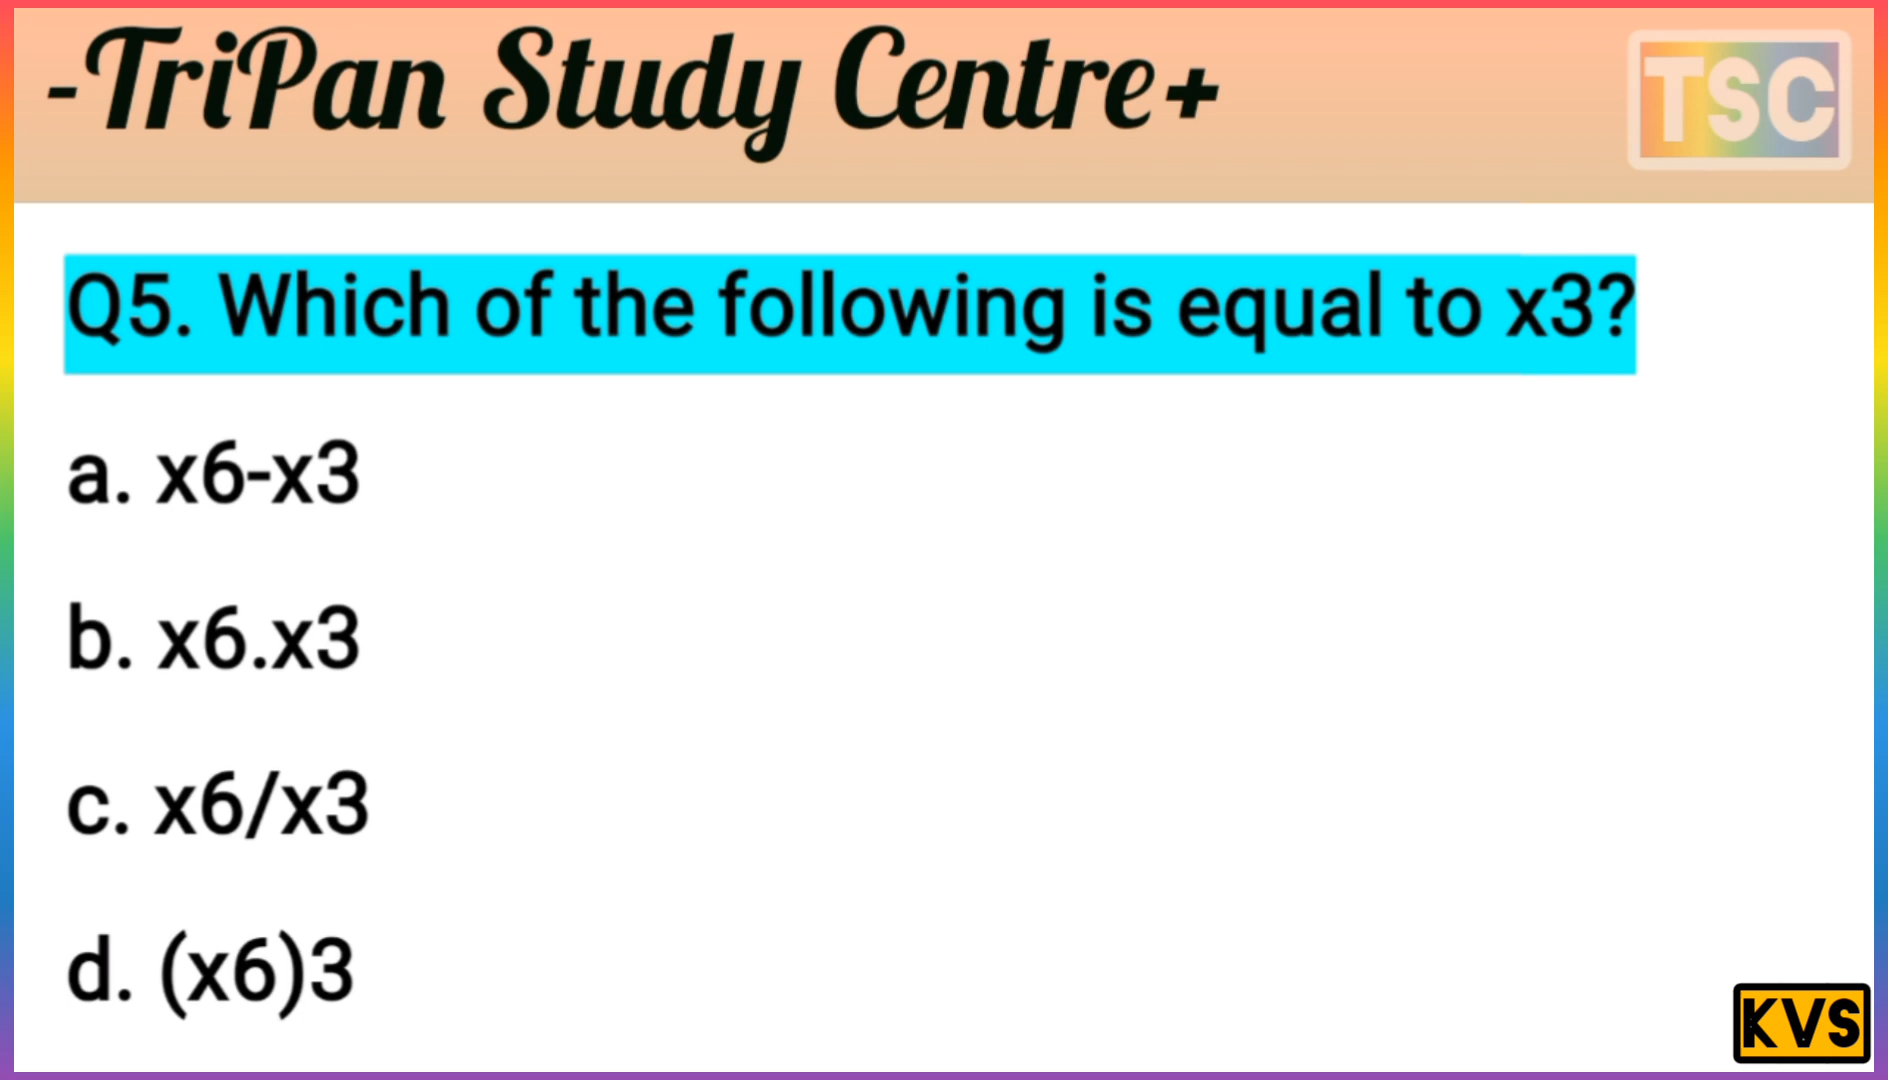 -TriPan Study Centre+
TSC
Q5. Which of the following is equal to x3?
a. x6-x3
b. x6.x3
c. x6/x3
d. (x6)3
KVS